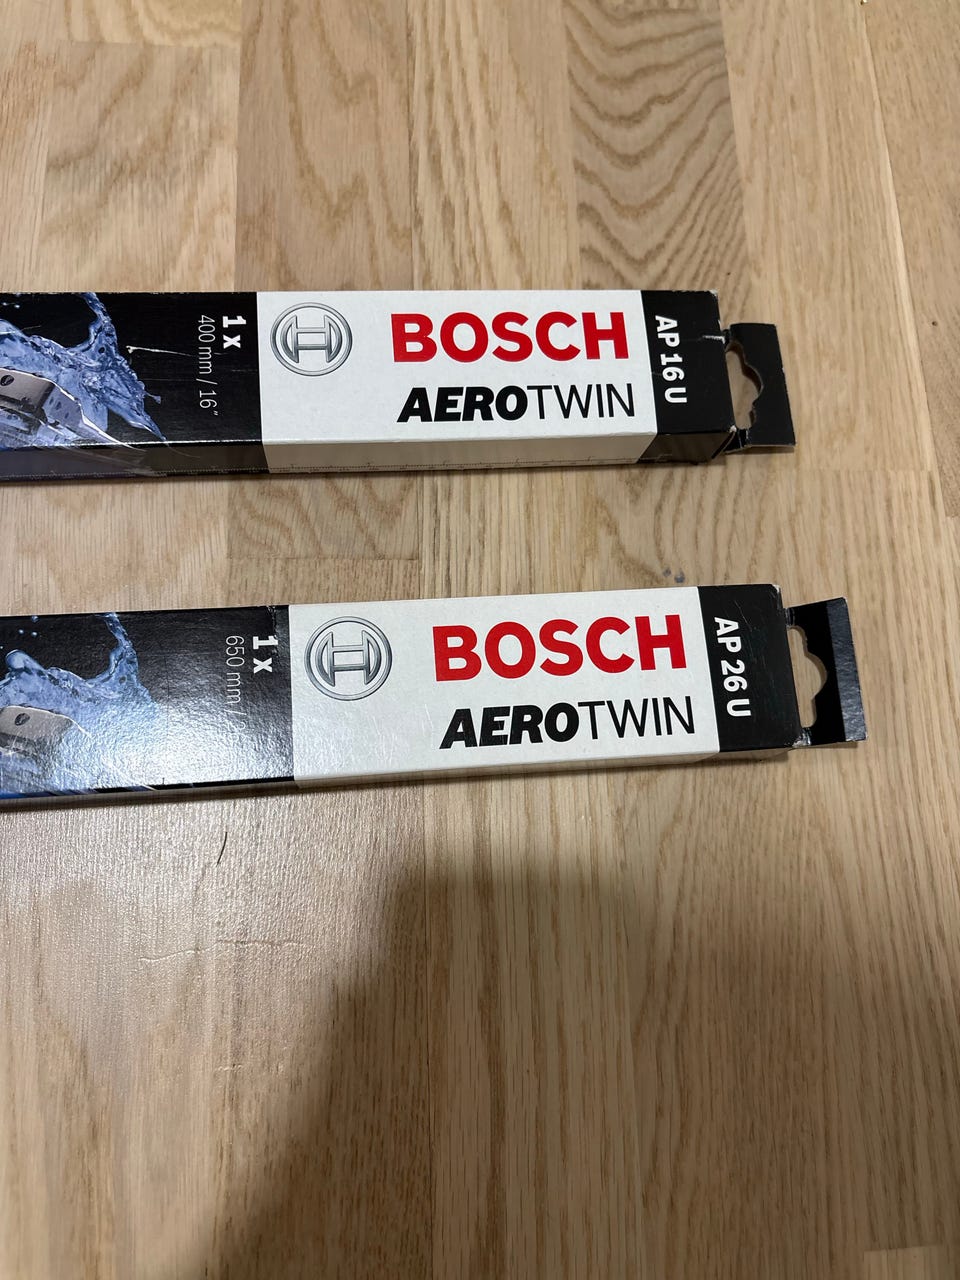 1 x
400 mm / 16"
BOSCH
AEROTWIN
AP 16 U
1 x
650 mm /
BOSCH
AEROTWIN
AP 26 U